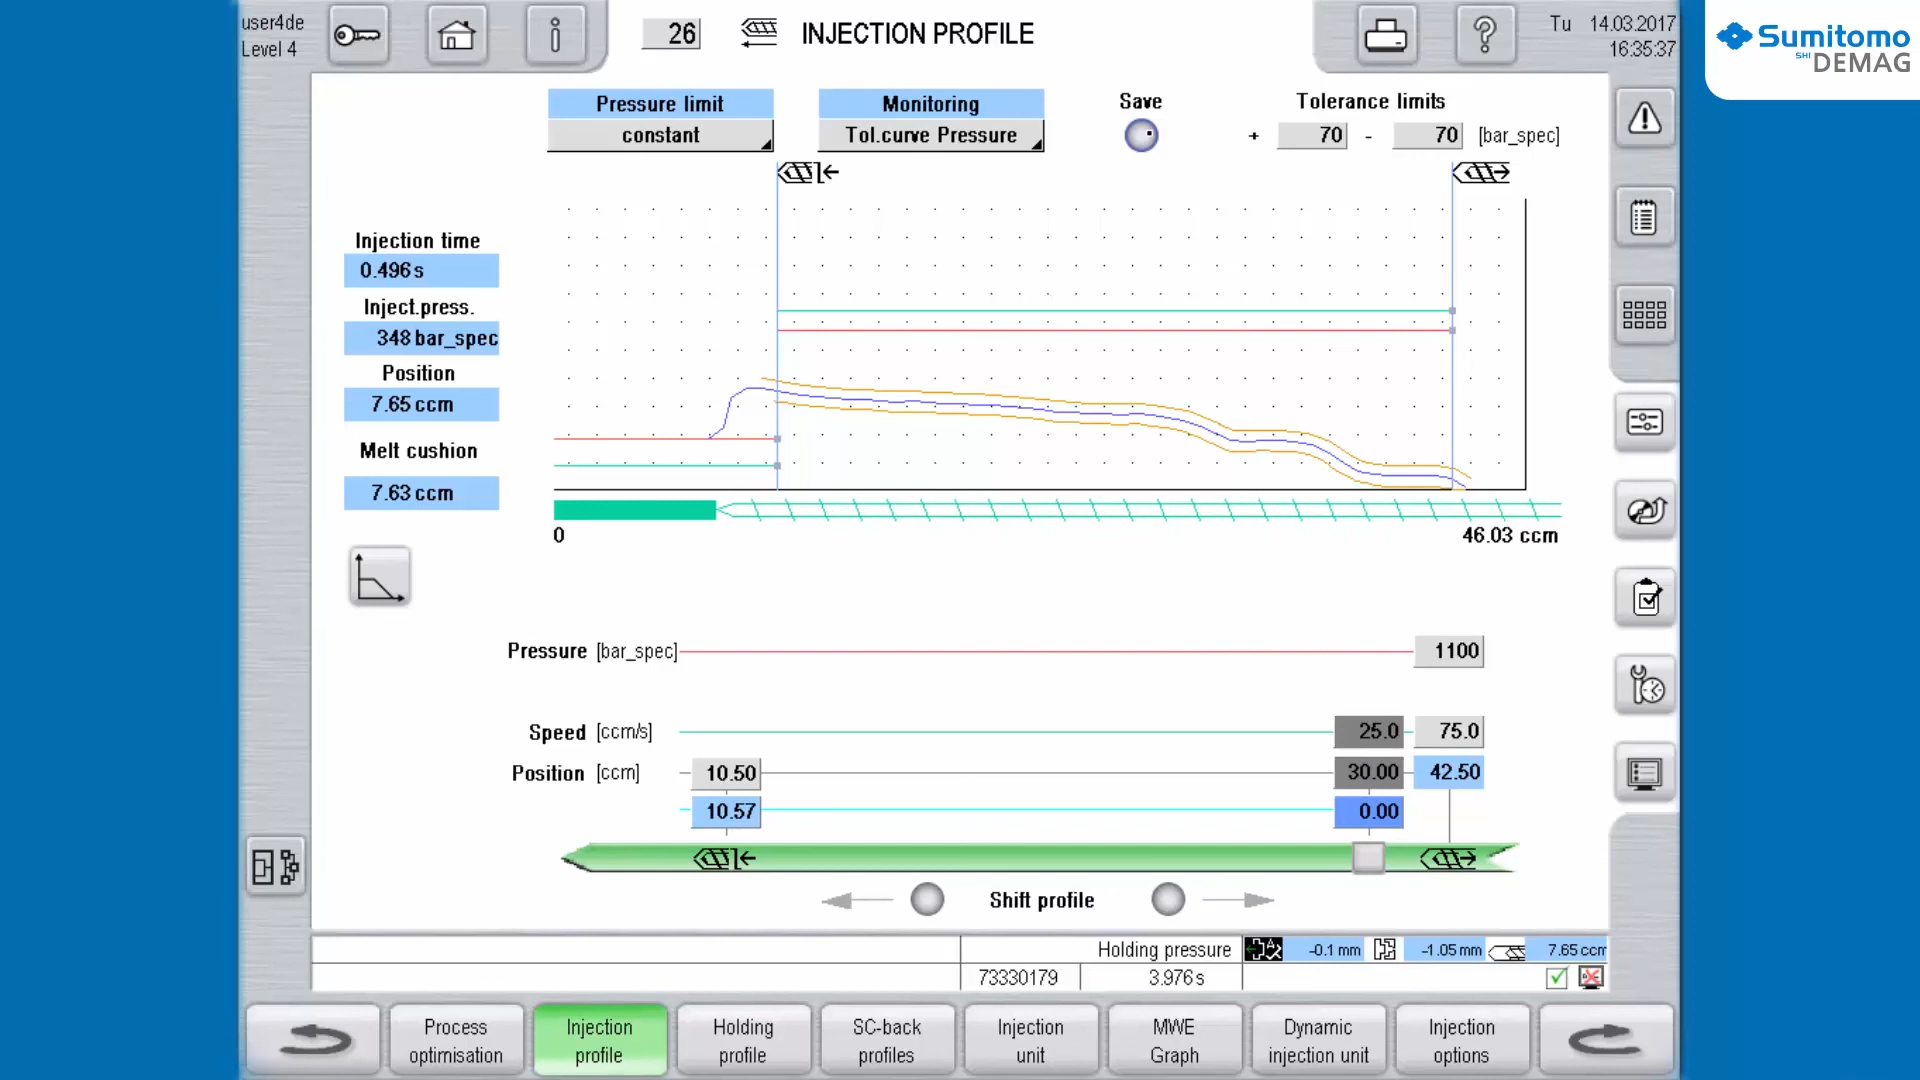 user4de
Level 4
26
INJECTION PROFILE
Tu 14.03.2017
16:35:37
Sumitomo
SHI DEMAG
Pressure limit
constant
Monitoring
Tol.curve Pressure
Save
Tolerance limits
+ 70 - 70 [bar_spec]
Injection time
0.496 s
Inject.press.
348 bar_spec
Position
7.65 ccm
Melt cushion
7.63 ccm
0
46.03 ccm
Pressure [bar_spec] 1100
Speed [ccm/s] 25.0 75.0
Position [ccm] 10.50 30.00 42.50
10.57 0.00
Shift profile
Holding pressure -0.1 mm -1.05 mm 7.65 ccm
73330179 3.976 s
Process optimisation
Injection profile
Holding profile
SC-back profiles
Injection unit
MWE Graph
Dynamic injection unit
Injection options